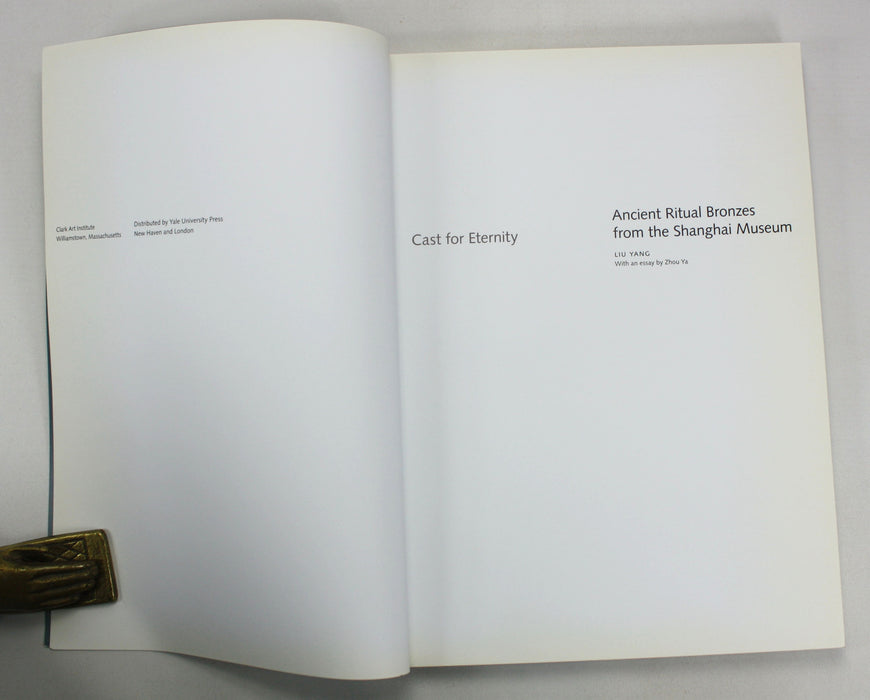 Clark Art Institute
Williamstown, Massachusetts
Distributed by Yale University Press
New Haven and London
Cast for Eternity
Ancient Ritual Bronzes
from the Shanghai Museum
LIU YANG
With an essay by Zhou Ya